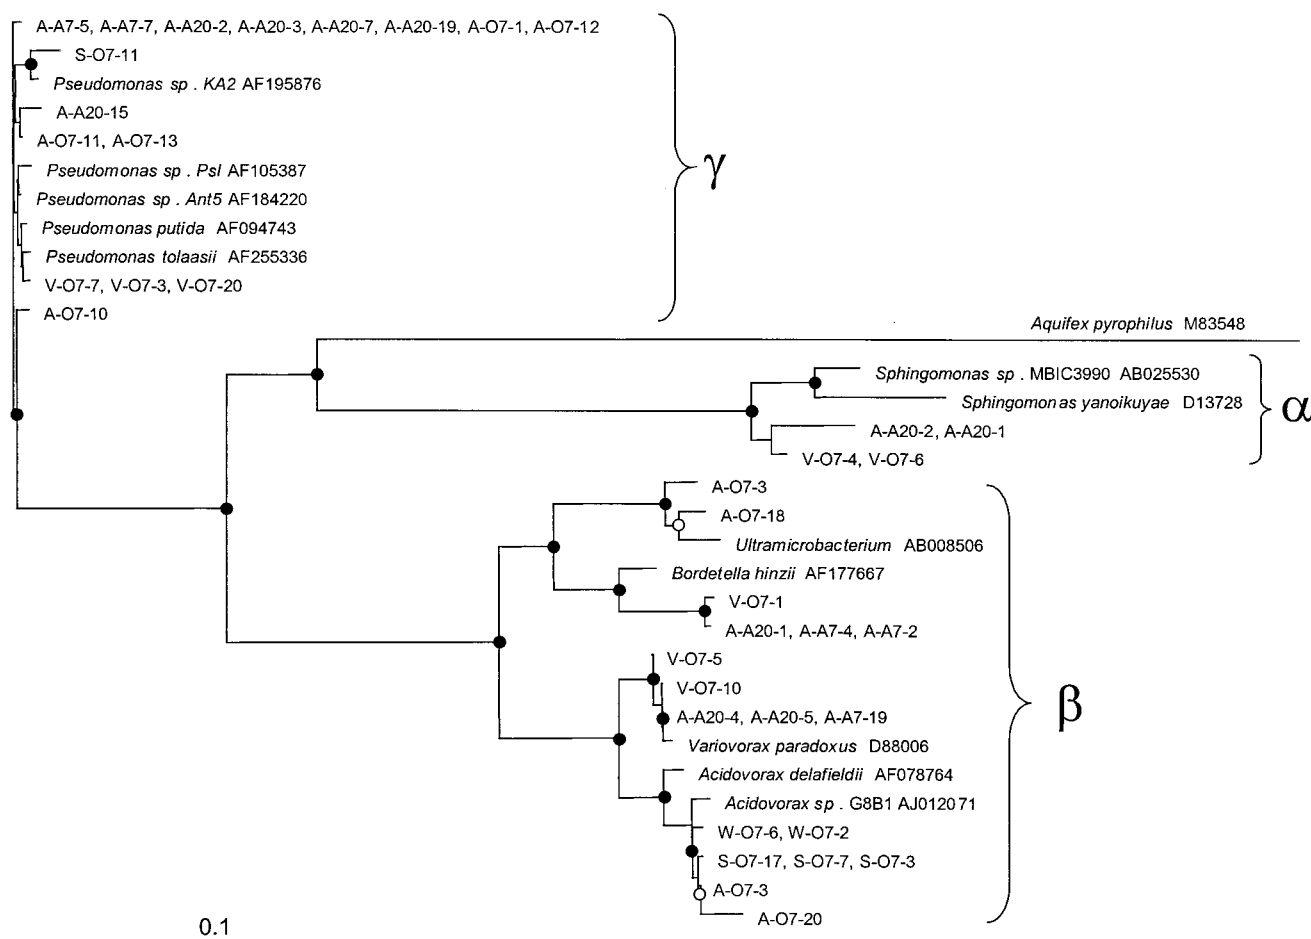 A-A7-5, A-A7-7, A-A20-2, A-A20-3, A-A20-7, A-A20-19, A-O7-1, A-O7-12
S-O7-11
Pseudomonas sp . KA2 AF195876
A-A20-15
A-O7-11, A-O7-13
γ
Pseudomonas sp . Psl AF105387
Pseudomonas sp . Ant5 AF184220
Pseudomonas putida AF094743
Pseudomonas tolaasii AF255336
V-O7-7, V-O7-3, V-O7-20
A-O7-10
Aquifex pyrophilus M83548
Sphingomonas sp . MBIC3990 AB025530
Sphingomonas yanoikuyae D13728
α
A-A20-2, A-A20-1
V-O7-4, V-O7-6
A-O7-3
A-O7-18
Ultramicrobacterium AB008506
Bordetella hinzii AF177667
V-O7-1
A-A20-1, A-A7-4, A-A7-2
V-O7-5
V-O7-10
β
A-A20-4, A-A20-5, A-A7-19
Variovorax paradoxus D88006
Acidovorax delafieldii AF078764
Acidovorax sp . G8B1 AJ012071
W-O7-6, W-O7-2
S-O7-17, S-O7-7, S-O7-3
A-O7-3
A-O7-20
0.1